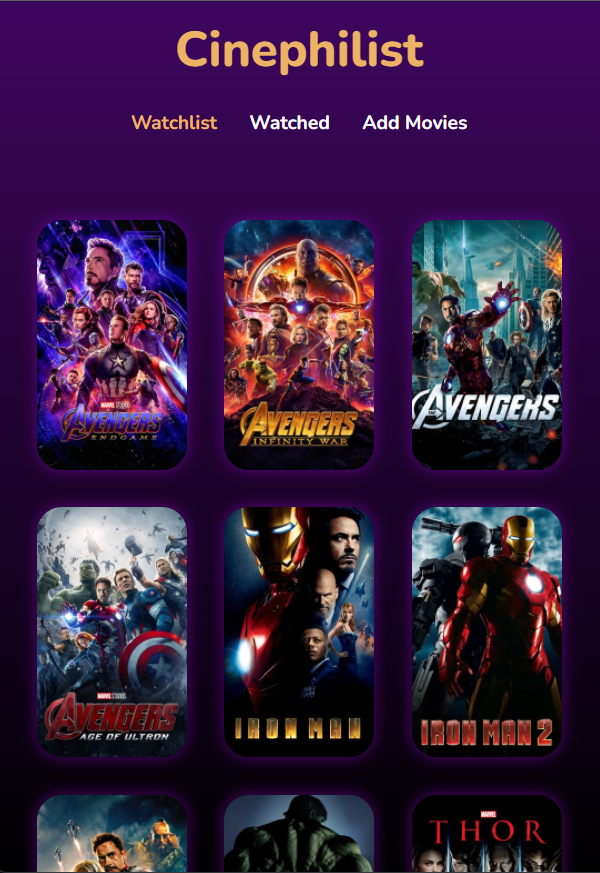 Cinephilist
Watchlist Watched Add Movies
MARVEL STUDIOS
AVENGERS
ENDGAME
AVENGERS
INFINITY WAR
AVENGERS
MARVEL STUDIOS
AVENGERS
AGE OF ULTRON
IRON MAN
IRON MAN 2
MARVEL
THOR